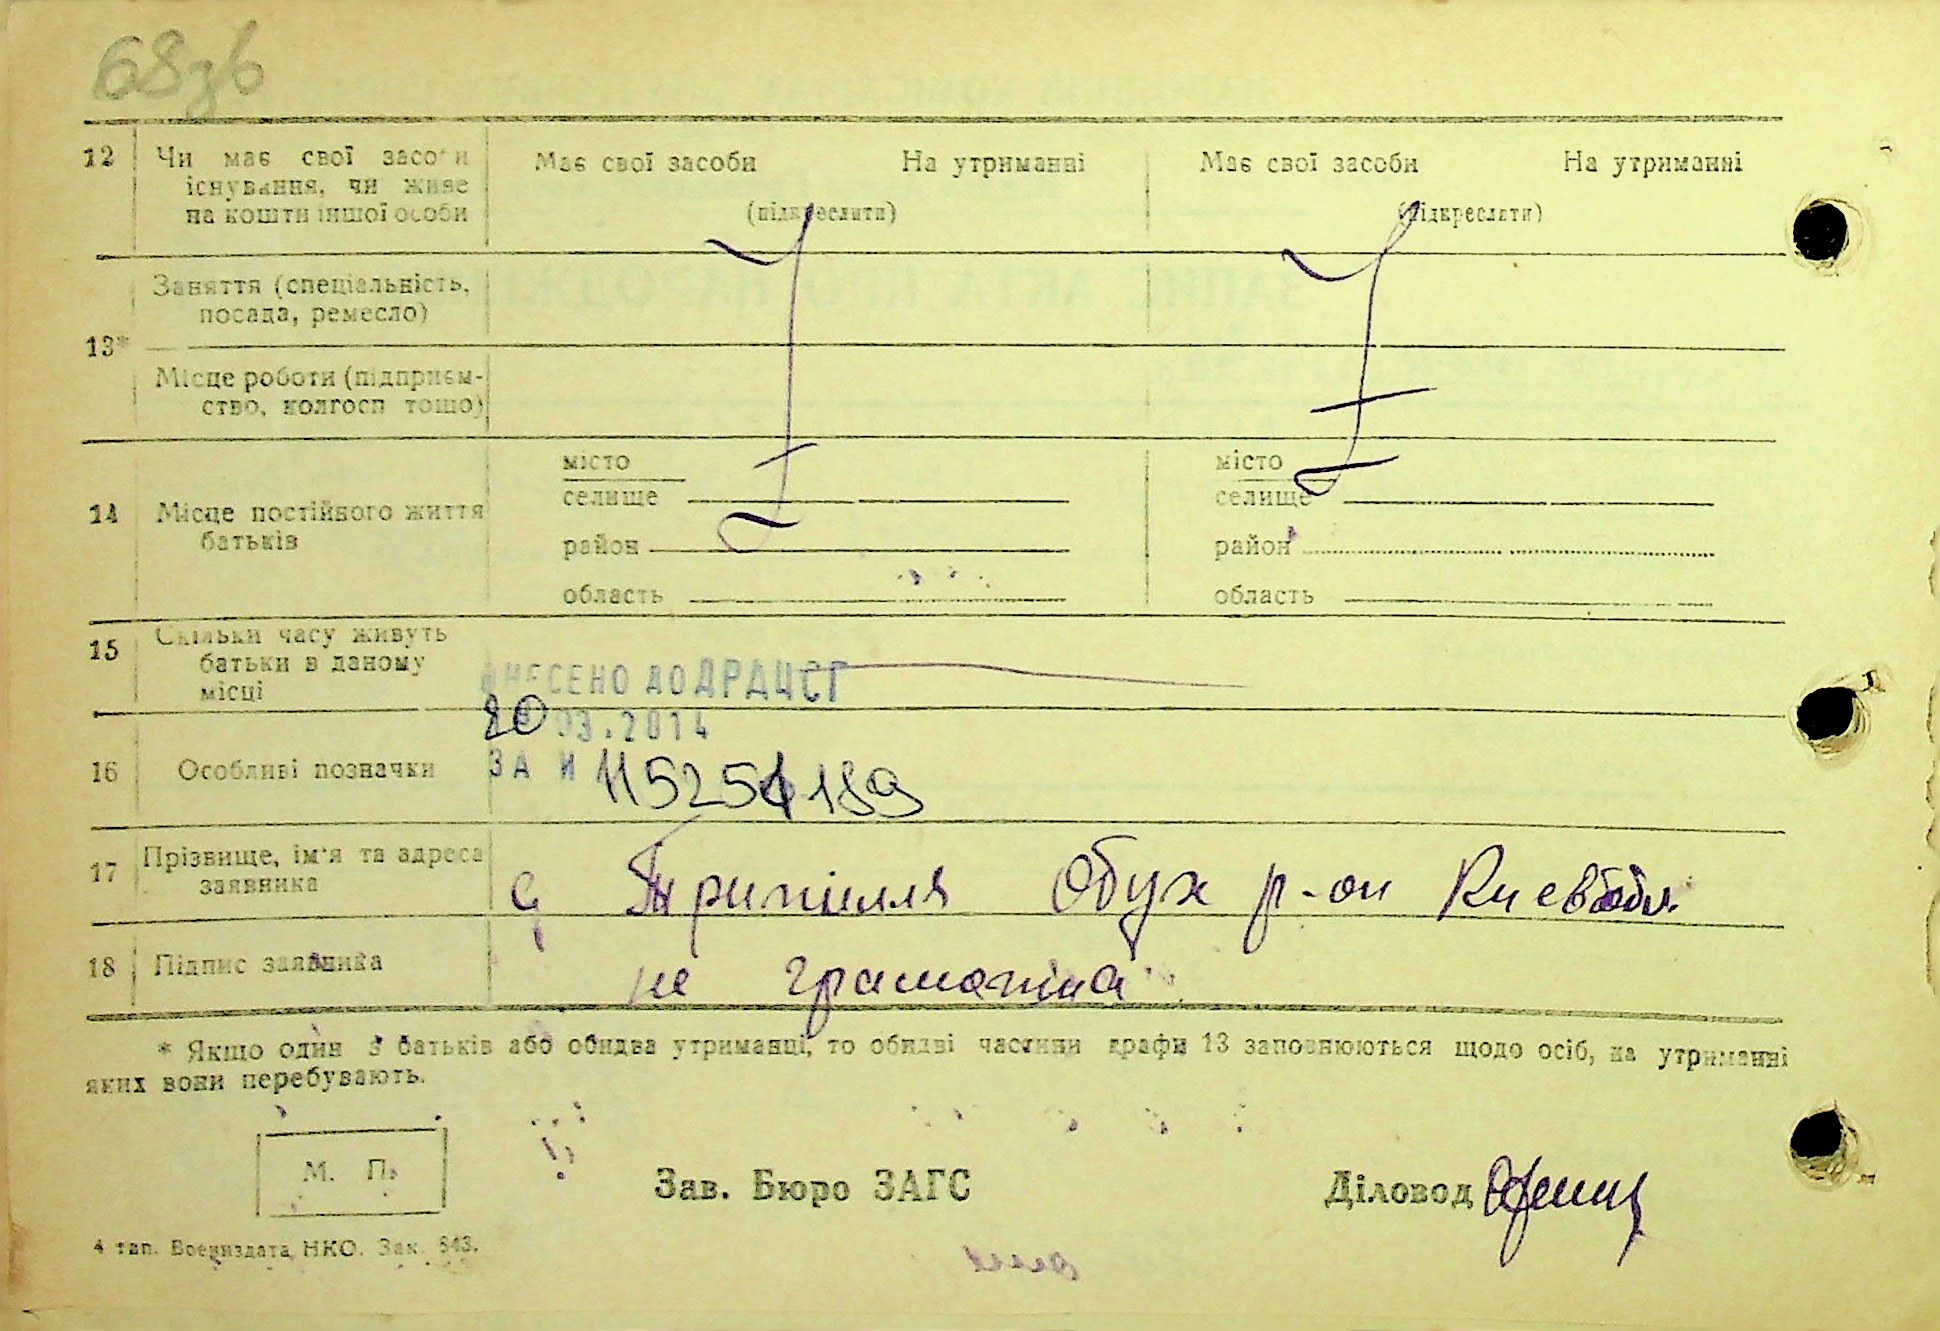 68зв
12 Чи має свої засоби Має свої засоби На утриманні Має свої засоби На утриманні
існування, чи живе
на кошти іншої особи (підкреслити) (підкреслити)
Заняття (спеціальність,
посада, ремесло)
13*
Місце роботи (підприєм-
ство, колгосп тощо)
місто місто
селище селище
14 Місце постійного життя
батьків
район район
область область
15 Скільки часу живуть
батьки в даному
місці
ВНЕСЕНО ДО ДРАЦСГ
20 03.2014
16 Особливі позначки ЗА И
17 Прізвище, ім'я та адреса
заявника
с Трипілля Обух р-он Києв обл.
18 Підпис заявника не грамотна
* Якщо один з батьків або обидва утриманці, то обидві частини графи 13 заповнюються щодо осіб, на утриманні
яких вони перебувають.
М. П.
Зав. Бюро ЗАГС Діловод
4 тип. Воениздата НКО. Зак. 843.